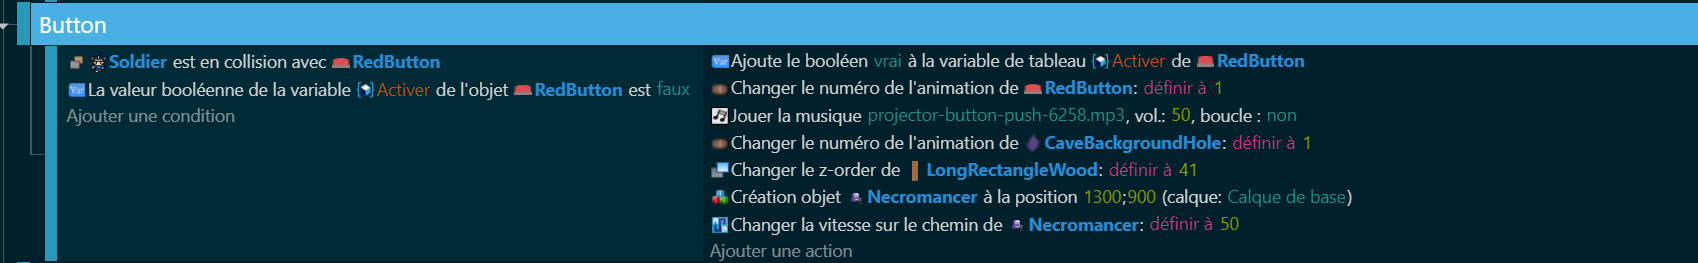 Button
Soldier est en collision avec RedButton
Var La valeur booléenne de la variable Activer de l'objet RedButton est faux
Ajouter une condition
Var Ajoute le booléen vrai à la variable de tableau Activer de RedButton
Changer le numéro de l'animation de RedButton: définir à 1
Jouer la musique projector-button-push-6258.mp3, vol.: 50, boucle : non
Changer le numéro de l'animation de CaveBackgroundHole: définir à 1
Changer le z-order de LongRectangleWood: définir à 41
Création objet Necromancer à la position 1300;900 (calque: Calque de base)
Changer la vitesse sur le chemin de Necromancer: définir à 50
Ajouter une action